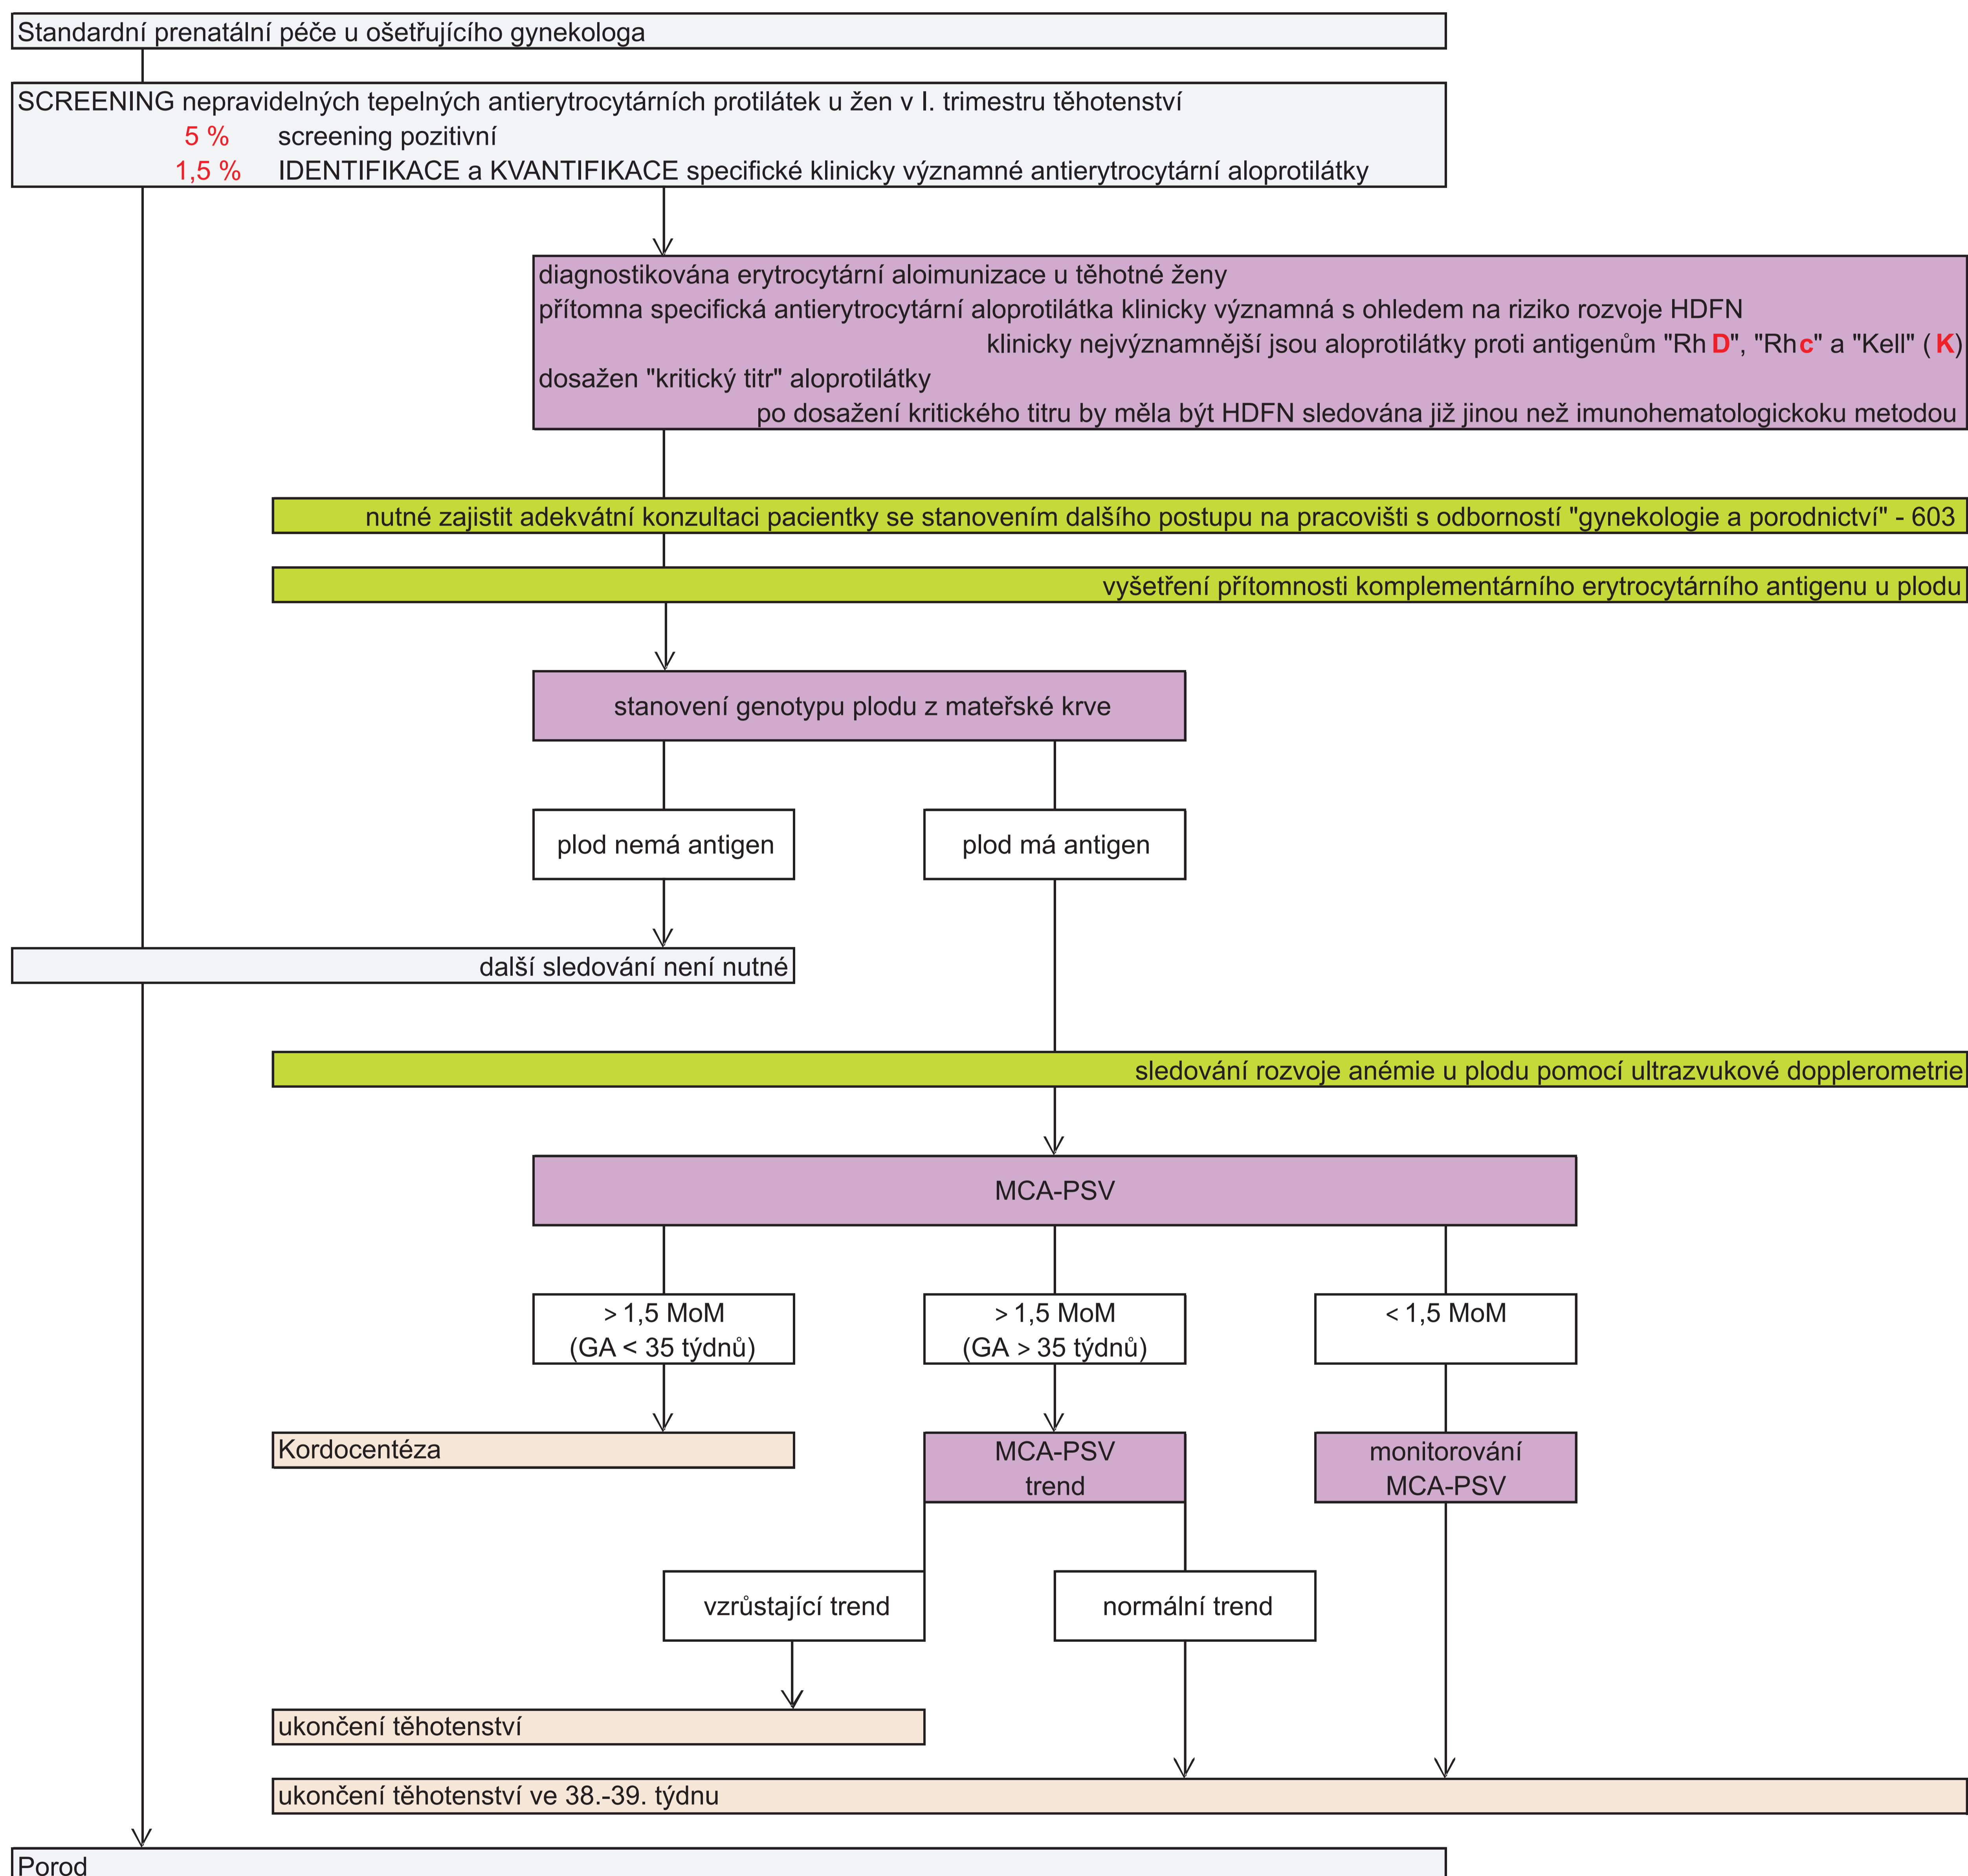 Standardní prenatální péče u ošetřujícího gynekologa
SCREENING nepravidelných tepelných antierytrocytárních protilátek u žen v I. trimestru těhotenství
5 % screening pozitivní
1,5 % IDENTIFIKACE a KVANTIFIKACE specifické klinicky významné antierytrocytární aloprotilátky
diagnostikována erytrocytární aloimunizace u těhotné ženy
přítomna specifická antierytrocytární aloprotilátka klinicky významná s ohledem na riziko rozvoje HDFN
klinicky nejvýznamnější jsou aloprotilátky proti antigenům "Rh D", "Rh c" a "Kell" ( K)
dosažen "kritický titr" aloprotilátky
po dosažení kritického titru by měla být HDFN sledována již jinou než imunohematologickoku metodou
nutné zajistit adekvátní konzultaci pacientky se stanovením dalšího postupu na pracovišti s odborností "gynekologie a porodnictví" - 603
vyšetření přítomnosti komplementárního erytrocytárního antigenu u plodu
stanovení genotypu plodu z mateřské krve
plod nemá antigen
plod má antigen
další sledování není nutné
sledování rozvoje anémie u plodu pomocí ultrazvukové dopplerometrie
MCA-PSV
> 1,5 MoM
(GA < 35 týdnů)
> 1,5 MoM
(GA > 35 týdnů)
< 1,5 MoM
Kordocentéza
MCA-PSV
trend
monitorování
MCA-PSV
vzrůstající trend
normální trend
ukončení těhotenství
ukončení těhotenství ve 38.-39. týdnu
Porod